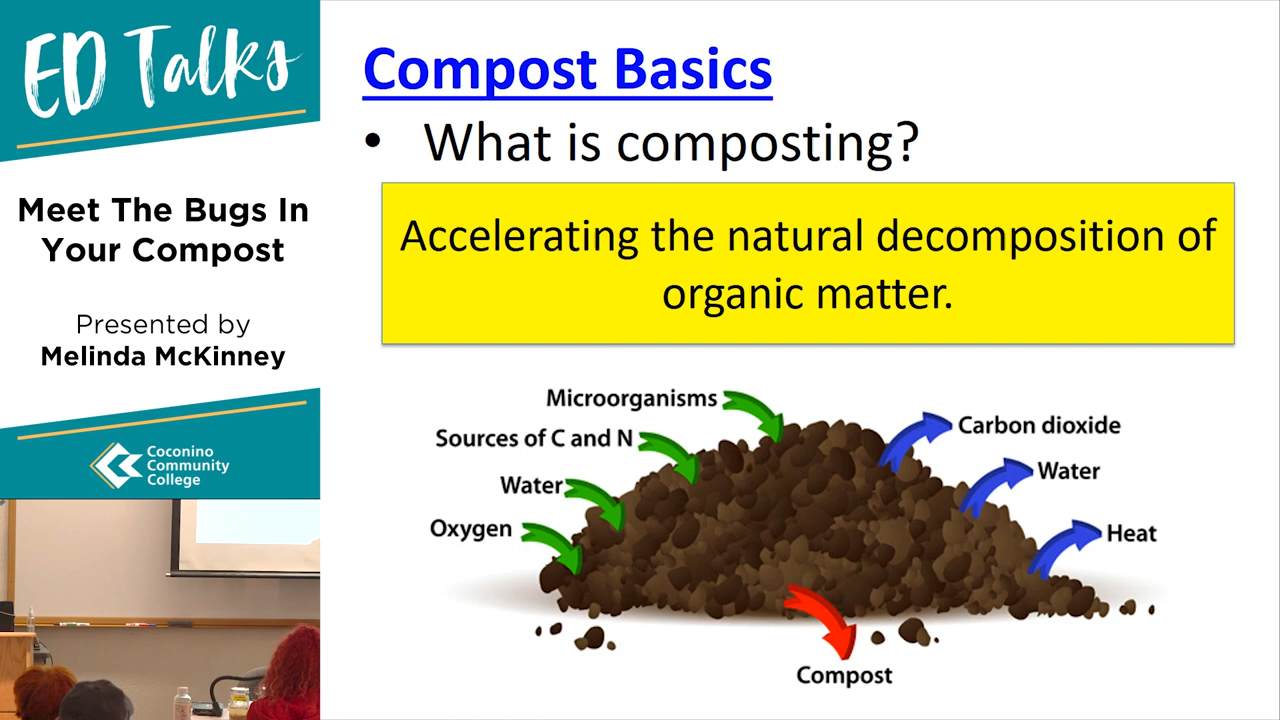 ED Talks
Meet The Bugs In
Your Compost
Presented by
Melinda McKinney
Coconino
Community
College
Compost Basics
• What is composting?
Accelerating the natural decomposition of
organic matter.
Microorganisms
Sources of C and N
Water
Oxygen
Carbon dioxide
Water
Heat
Compost